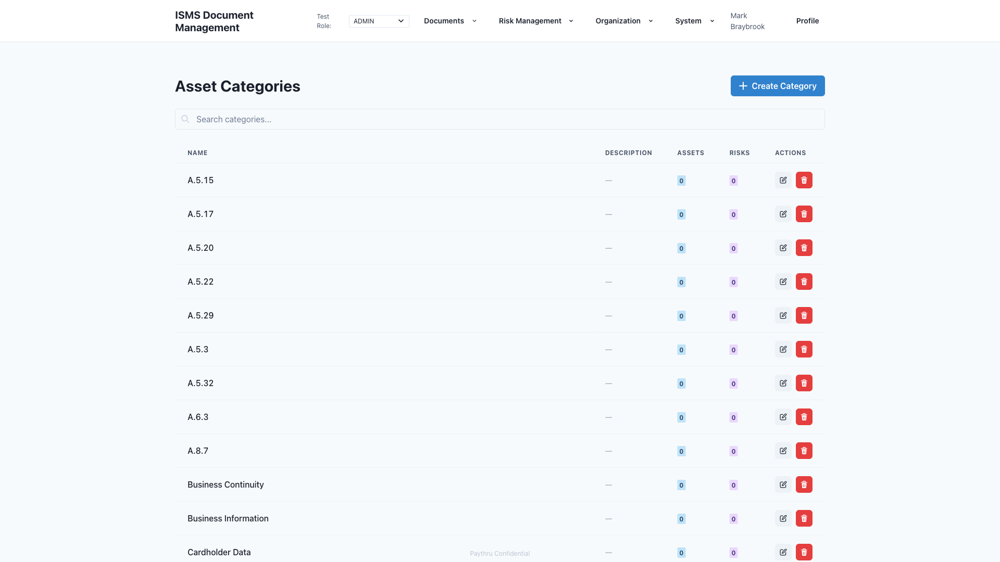 ISMS Document
Management
Test
Role:
ADMIN
Documents
Risk Management
Organization
System
Mark
Braybrook
Profile
Asset Categories
Create Category
Search categories...
NAME DESCRIPTION ASSETS RISKS ACTIONS
A.5.15 — 0 0
A.5.17 — 0 0
A.5.20 — 0 0
A.5.22 — 0 0
A.5.29 — 0 0
A.5.3 — 0 0
A.5.32 — 0 0
A.6.3 — 0 0
A.8.7 — 0 0
Business Continuity — 0 0
Business Information — 0 0
Cardholder Data — 0 0
Paythru Confidential